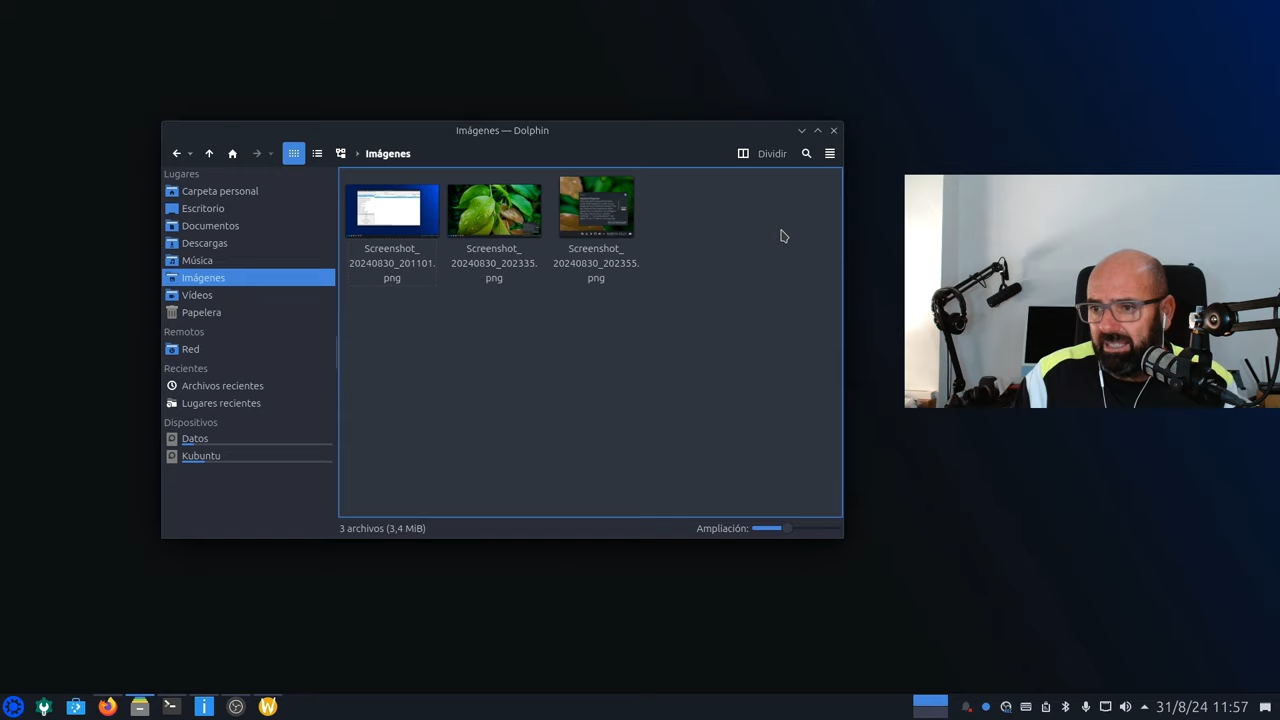 Imágenes — Dolphin
Imágenes
Dividir
Lugares
Carpeta personal
Escritorio
Documentos
Descargas
Música
Imágenes
Vídeos
Papelera
Remotos
Red
Recientes
Archivos recientes
Lugares recientes
Dispositivos
Datos
Kubuntu
Screenshot_
20240830_201101.
png
Screenshot_
20240830_202335.
png
Screenshot_
20240830_202355.
png
3 archivos (3,4 MiB)
Ampliación:
31/8/24 11:57